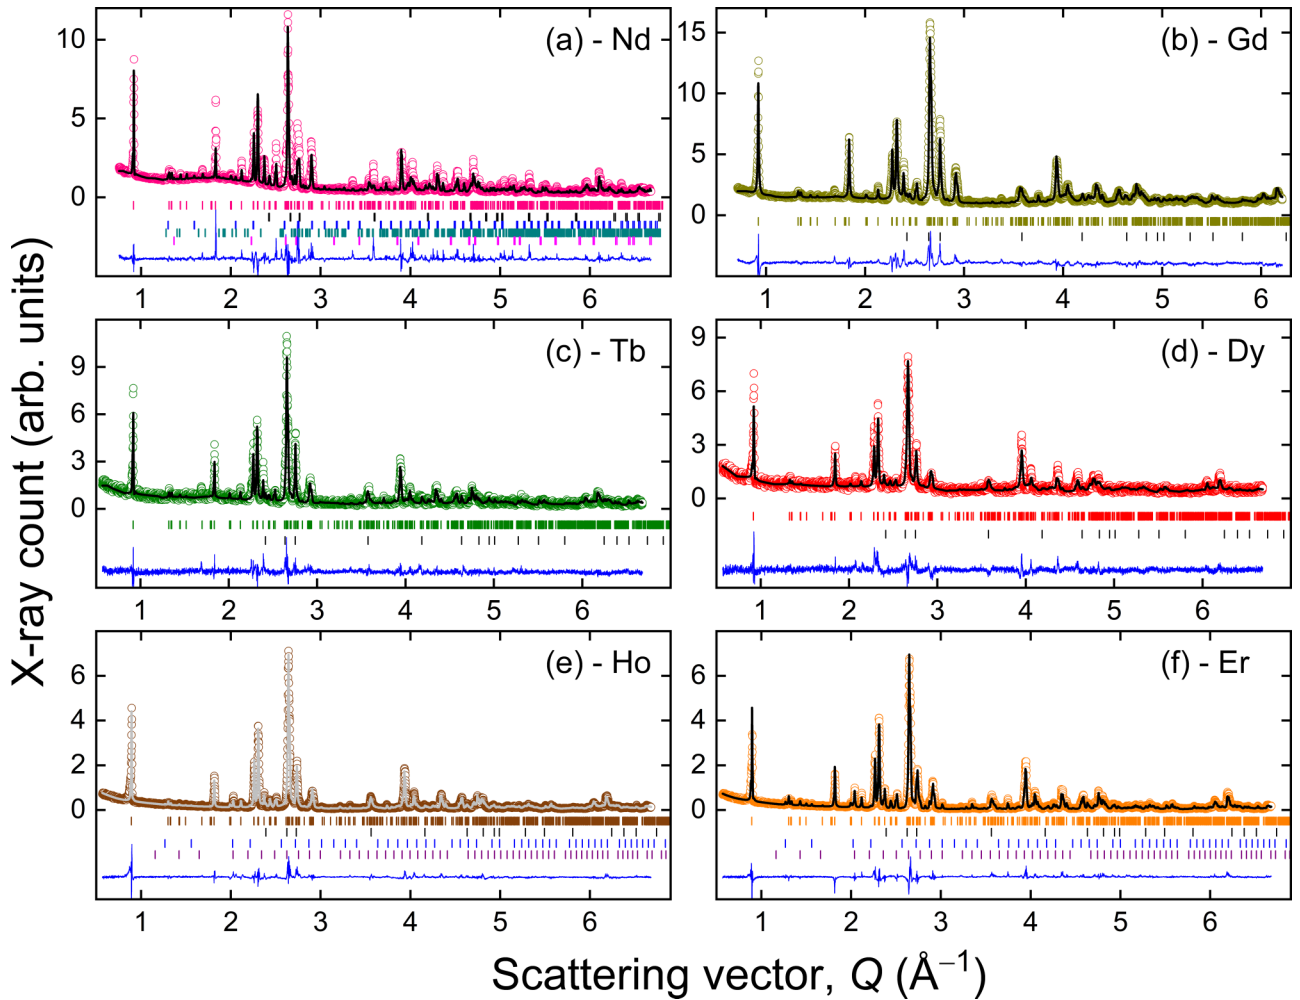 X-ray count (arb. units)
(a) - Nd
10
5
0
1 2 3 4 5 6
(b) - Gd
15
10
5
0
1 2 3 4 5 6
(c) - Tb
9
6
3
0
1 2 3 4 5 6
(d) - Dy
9
6
3
0
1 2 3 4 5 6
(e) - Ho
6
4
2
0
1 2 3 4 5 6
(f) - Er
6
4
2
0
1 2 3 4 5 6
Scattering vector, Q (Å⁻¹)